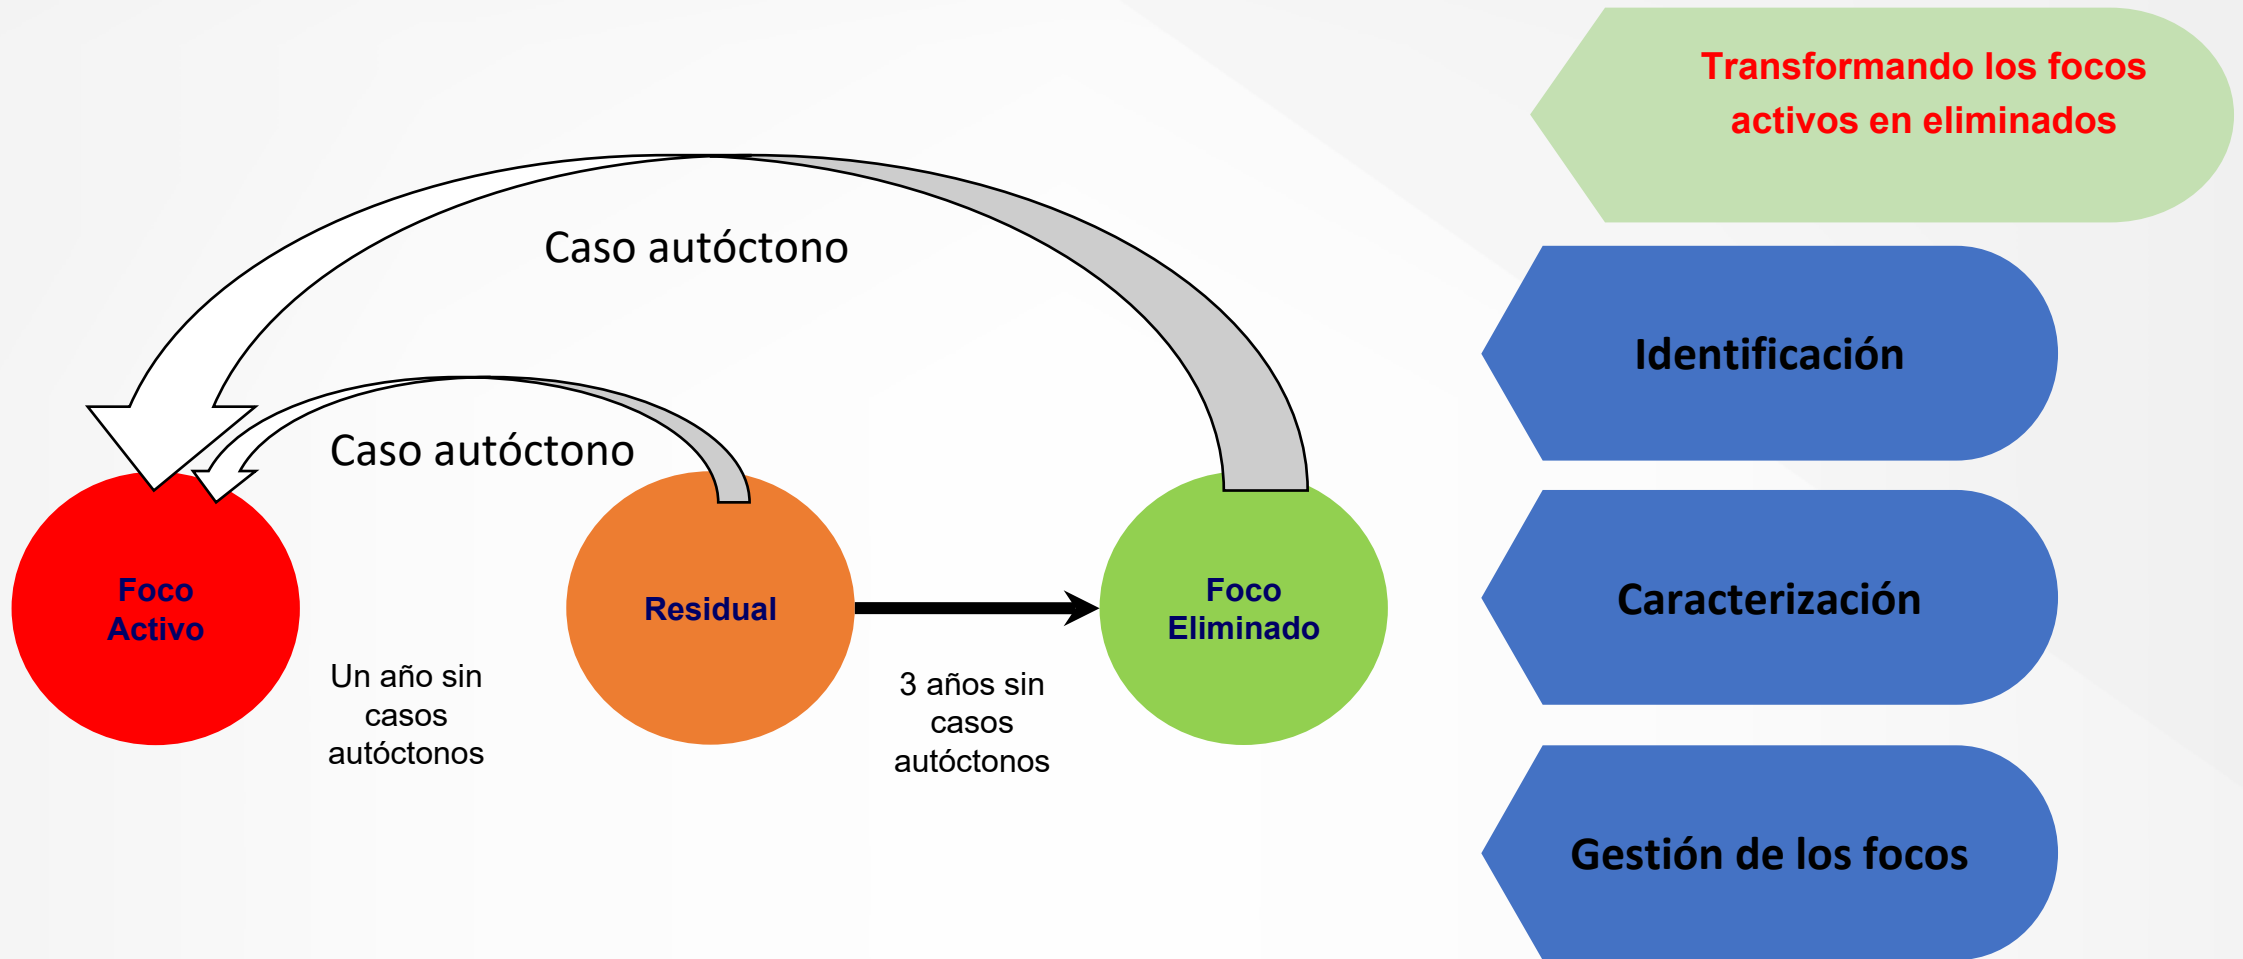 Transformando los focos
activos en eliminados
Caso autóctono
Caso autóctono
Foco
Activo
Residual
Foco
Eliminado
Un año sin
casos
autóctonos
3 años sin
casos
autóctonos
Identificación
Caracterización
Gestión de los focos